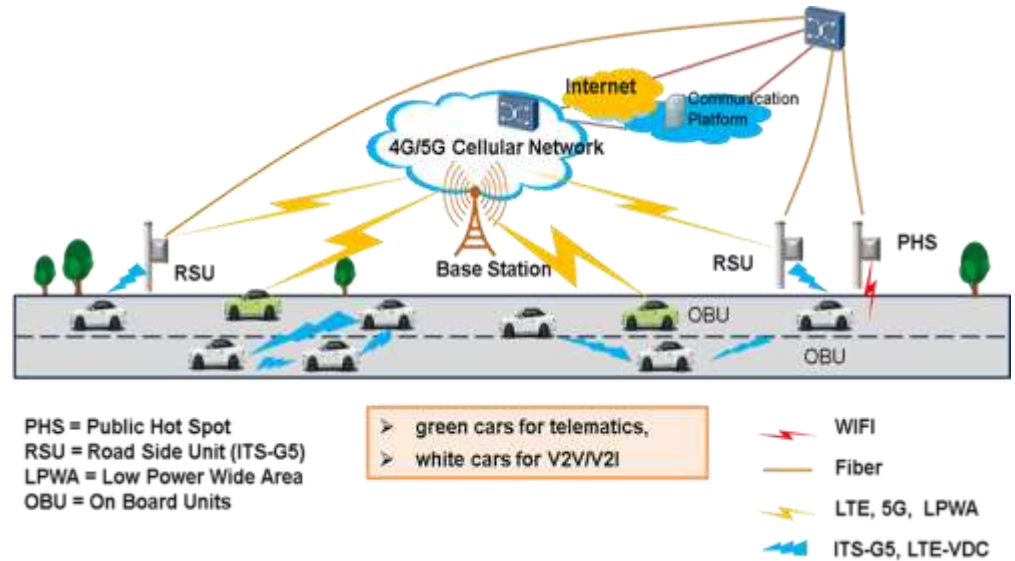 Internet
Communication
Platform
4G/5G Cellular Network
RSU
Base Station
RSU
PHS
OBU
OBU
PHS = Public Hot Spot
RSU = Road Side Unit (ITS-G5)
LPWA = Low Power Wide Area
OBU = On Board Units
➢ green cars for telematics,
➢ white cars for V2V/V2I
WIFI
Fiber
LTE, 5G, LPWA
ITS-G5, LTE-VDC